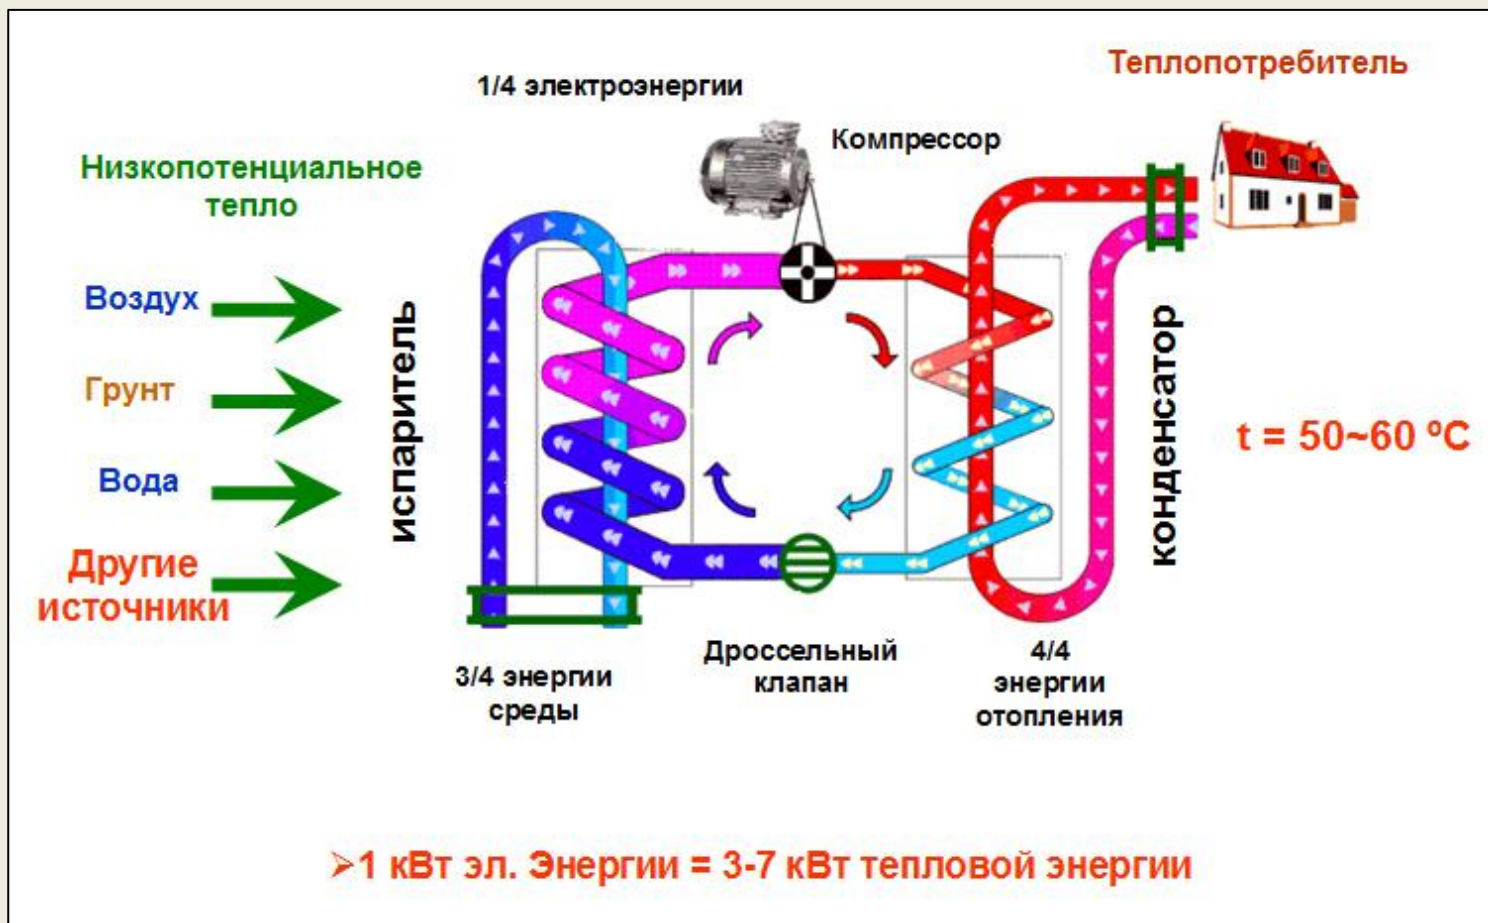 Теплопотребитель
1/4 электроэнергии
Компрессор
Низкопотенциальное
тепло
Воздух
Грунт
Вода
Другие
источники
испаритель
конденсатор
t = 50~60 ºC
3/4 энергии
среды
Дроссельный
клапан
4/4
энергии
отопления
➢1 кВт эл. Энергии = 3-7 кВт тепловой энергии